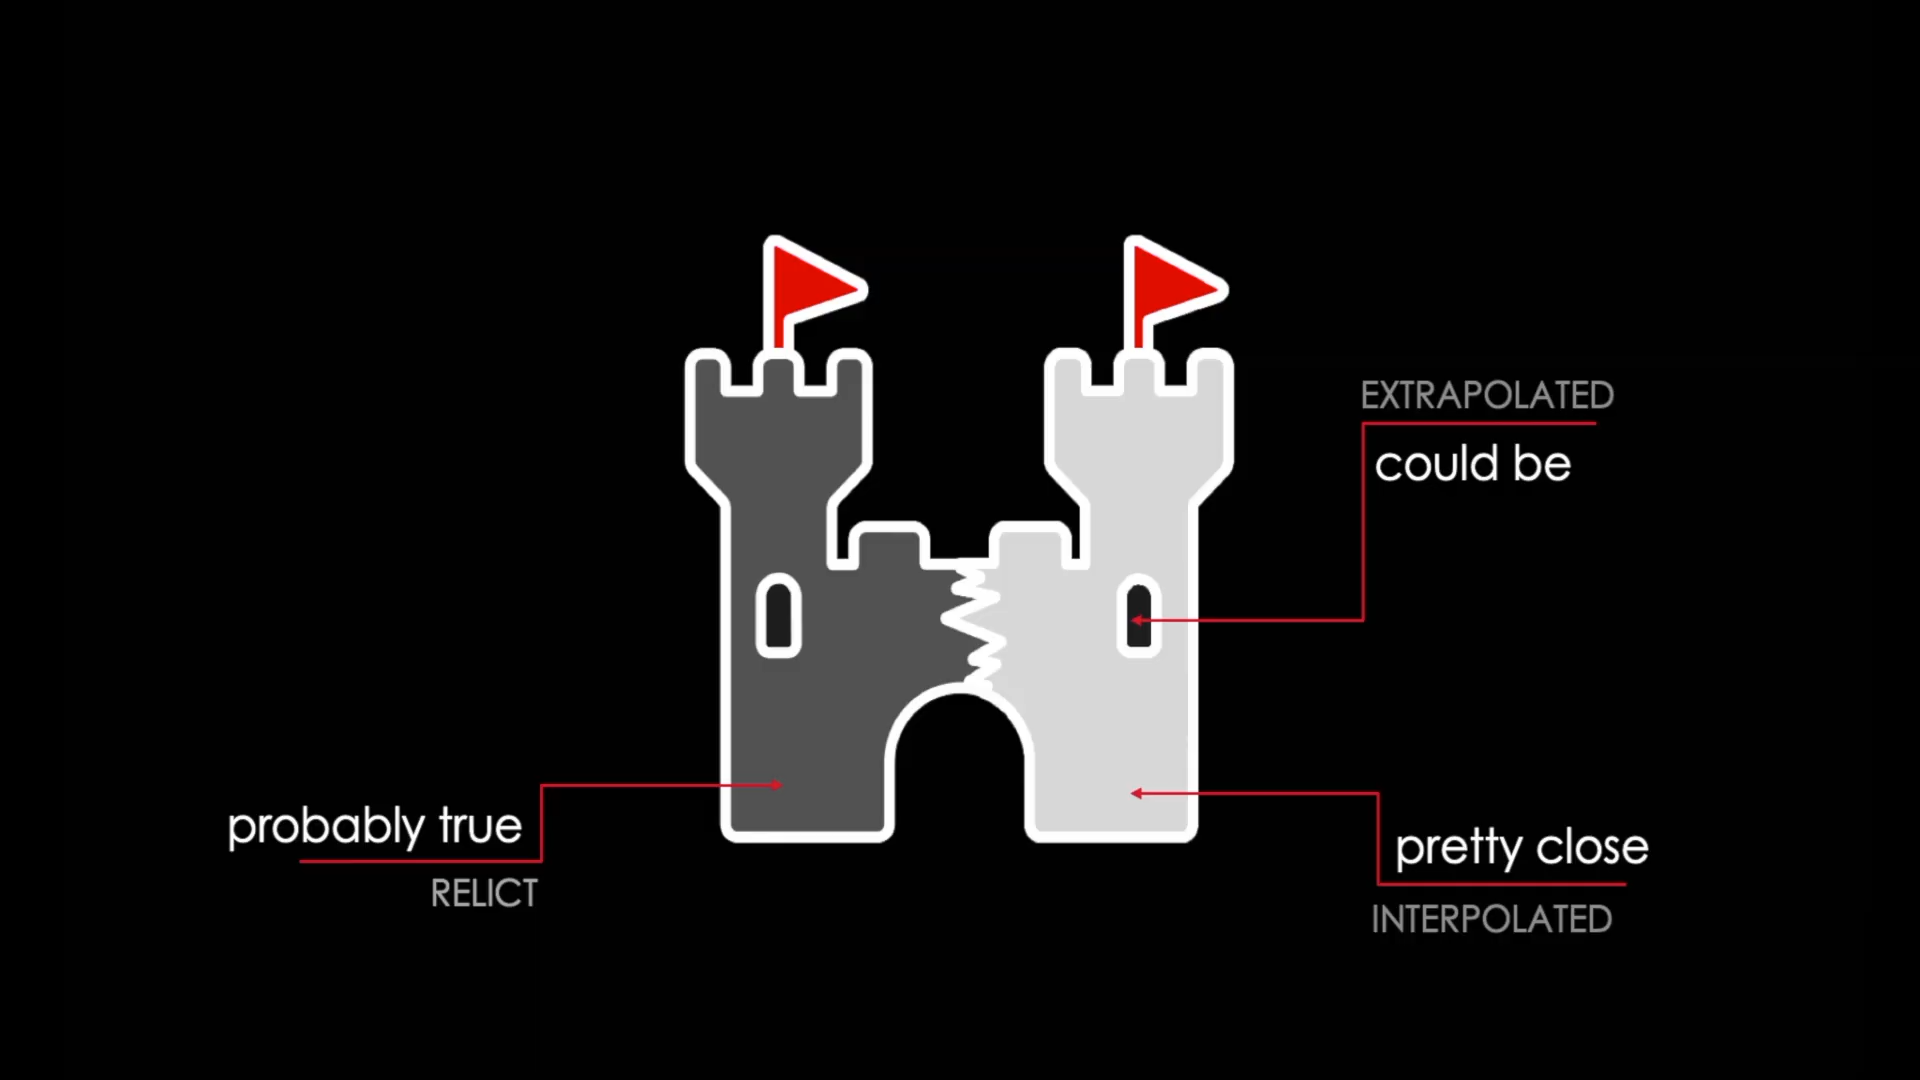 EXTRAPOLATED
could be
probably true
RELICT
pretty close
INTERPOLATED